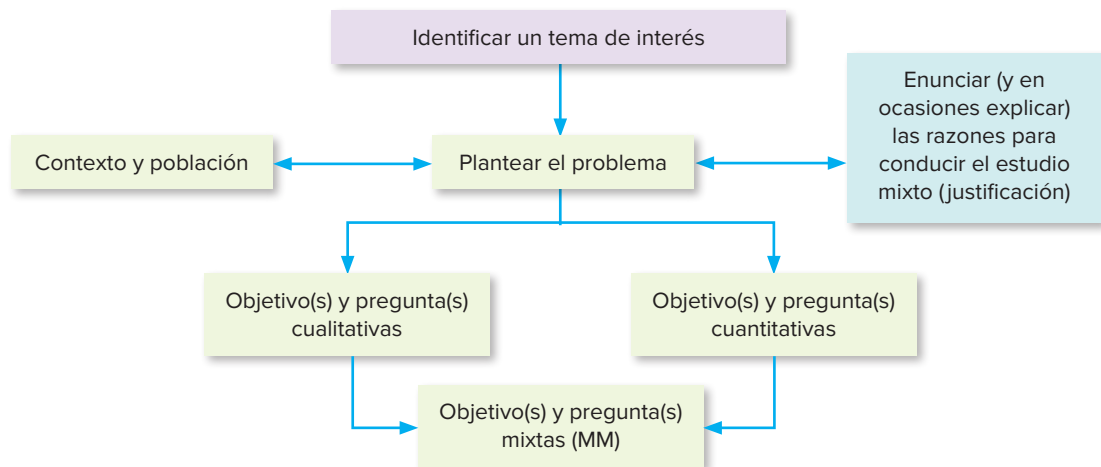 Identificar un tema de interés
Enunciar (y en
ocasiones explicar)
las razones para
conducir el estudio
mixto (justificación)
Contexto y población
Plantear el problema
Objetivo(s) y pregunta(s)
cualitativas
Objetivo(s) y pregunta(s)
cuantitativas
Objetivo(s) y pregunta(s)
mixtas (MM)